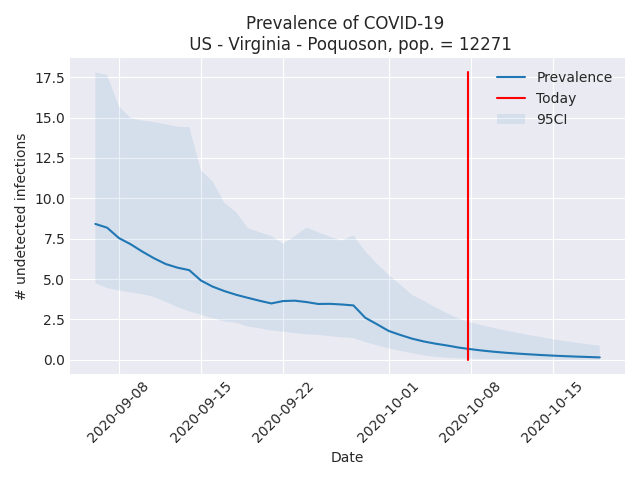 Prevalence of COVID-19
US - Virginia - Poquoson, pop. = 12271
Prevalence
Today
95CI
# undetected infections
17.5
15.0
12.5
10.0
7.5
5.0
2.5
0.0
2020-09-08
2020-09-15
2020-09-22
2020-10-01
2020-10-08
2020-10-15
Date